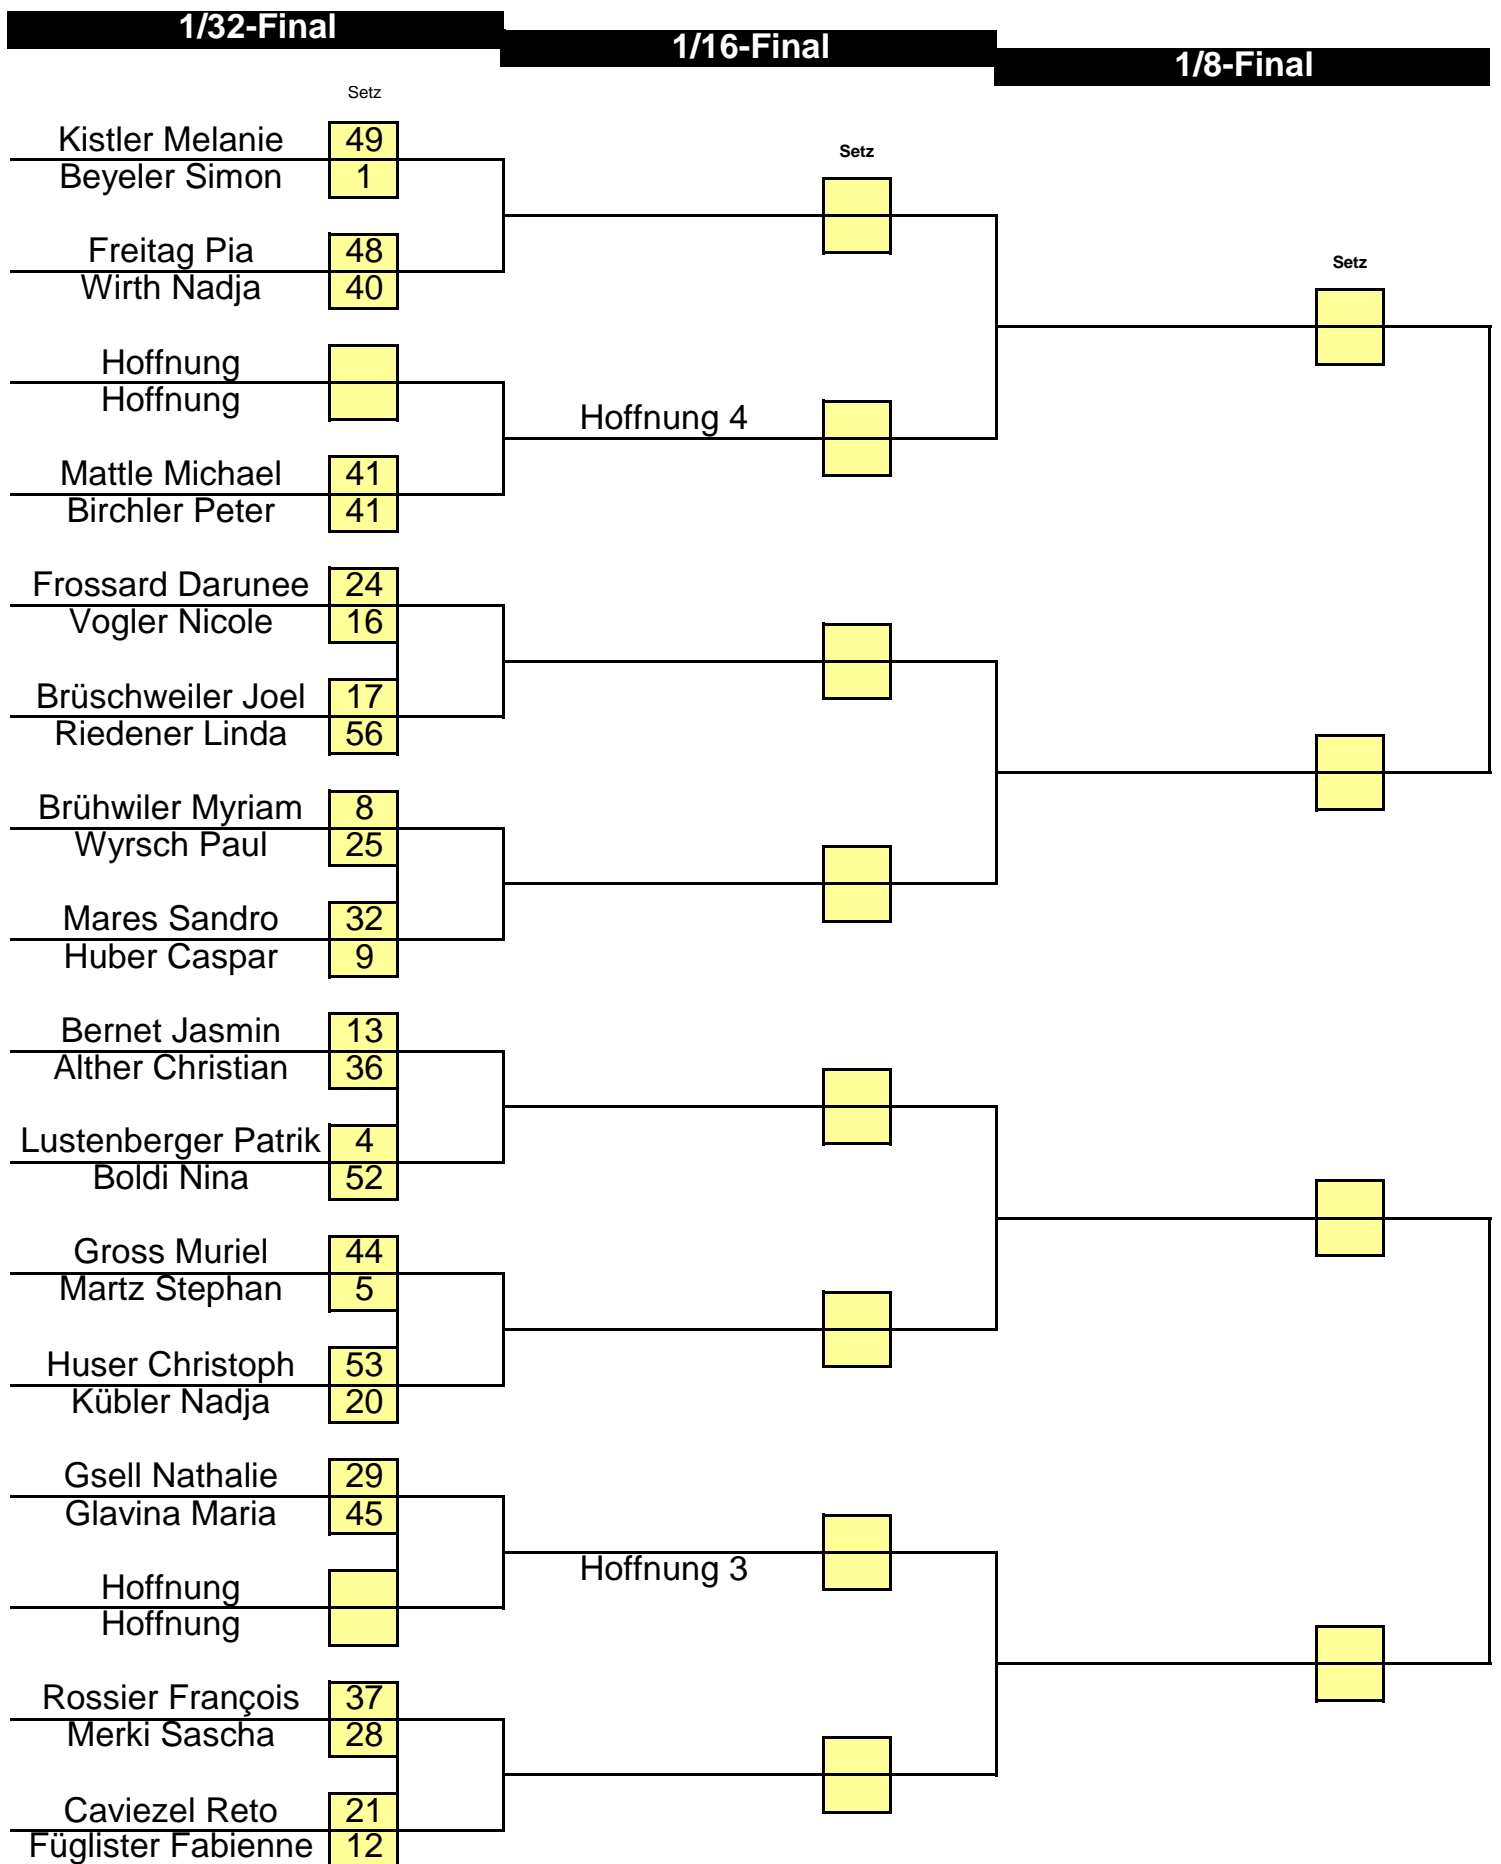 1/32-Final
1/16-Final
1/8-Final
Setz
Kistler Melanie 49
Beyeler Simon 1
Setz
Freitag Pia 48
Wirth Nadja 40
Setz
Hoffnung
Hoffnung
Hoffnung 4
Mattle Michael 41
Birchler Peter 41
Frossard Darunee 24
Vogler Nicole 16
Brüschweiler Joel 17
Riedener Linda 56
Brühwiler Myriam 8
Wyrsch Paul 25
Mares Sandro 32
Huber Caspar 9
Bernet Jasmin 13
Alther Christian 36
Lustenberger Patrik 4
Boldi Nina 52
Gross Muriel 44
Martz Stephan 5
Huser Christoph 53
Kübler Nadja 20
Gsell Nathalie 29
Glavina Maria 45
Hoffnung 3
Hoffnung
Hoffnung
Rossier François 37
Merki Sascha 28
Caviezel Reto 21
Füglister Fabienne 12